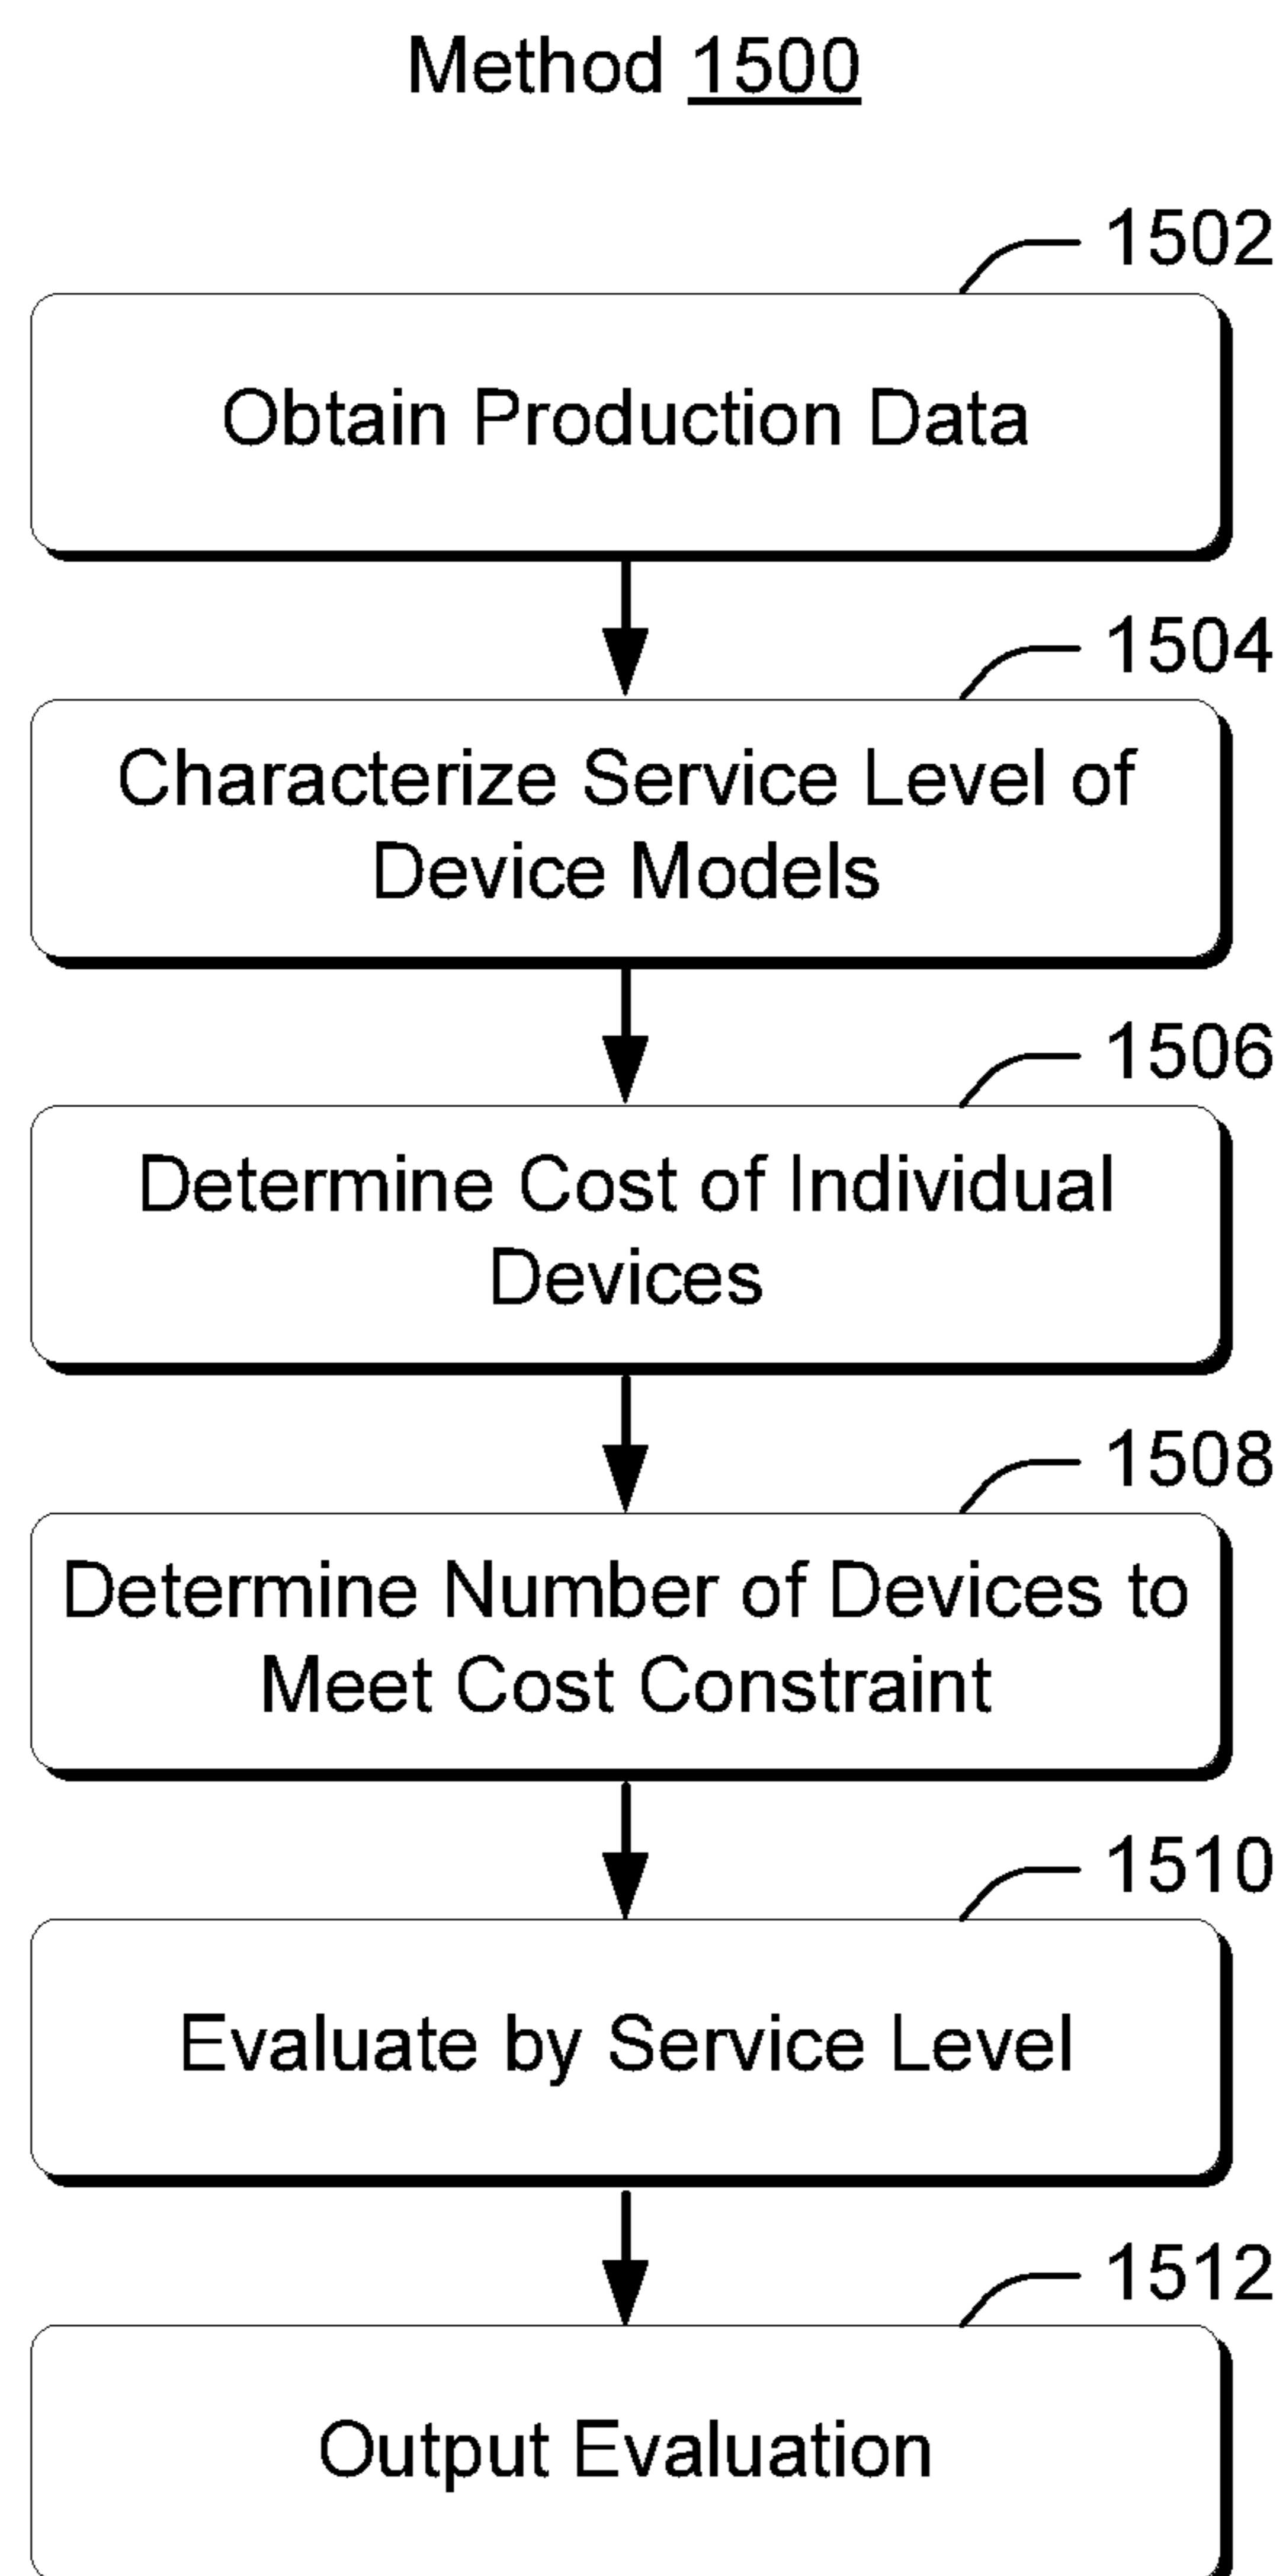 Method 1500
1502
Obtain Production Data
1504
Characterize Service Level of
Device Models
1506
Determine Cost of Individual
Devices
1508
Determine Number of Devices to
Meet Cost Constraint
1510
Evaluate by Service Level
1512
Output Evaluation